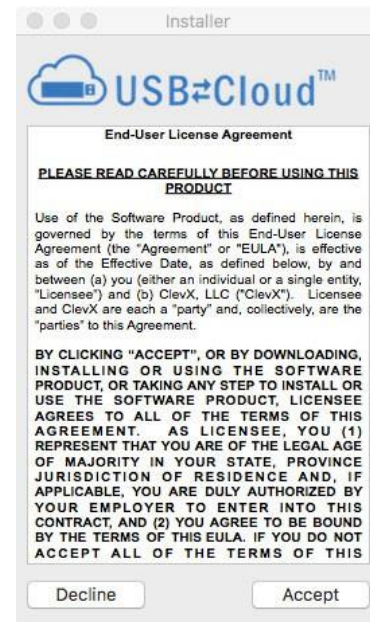 Installer
USB⇄Cloud™
End-User License Agreement
PLEASE READ CAREFULLY BEFORE USING THIS
PRODUCT
Use of the Software Product, as defined herein, is
governed by the terms of this End-User License
Agreement (the "Agreement" or "EULA"), is effective
as of the Effective Date, as defined below, by and
between (a) you (either an individual or a single entity,
"Licensee") and (b) ClevX, LLC ("ClevX"). Licensee
and ClevX are each a "party" and, collectively, are the
"parties" to this Agreement.
BY CLICKING “ACCEPT”, OR BY DOWNLOADING,
INSTALLING OR USING THE SOFTWARE
PRODUCT, OR TAKING ANY STEP TO INSTALL OR
USE THE SOFTWARE PRODUCT, LICENSEE
AGREES TO ALL OF THE TERMS OF THIS
AGREEMENT. AS LICENSEE, YOU (1)
REPRESENT THAT YOU ARE OF THE LEGAL AGE
OF MAJORITY IN YOUR STATE, PROVINCE
JURISDICTION OF RESIDENCE AND, IF
APPLICABLE, YOU ARE DULY AUTHORIZED BY
YOUR EMPLOYER TO ENTER INTO THIS
CONTRACT, AND (2) YOU AGREE TO BE BOUND
BY THE TERMS OF THIS EULA. IF YOU DO NOT
ACCEPT ALL OF THE TERMS OF THIS
Decline Accept